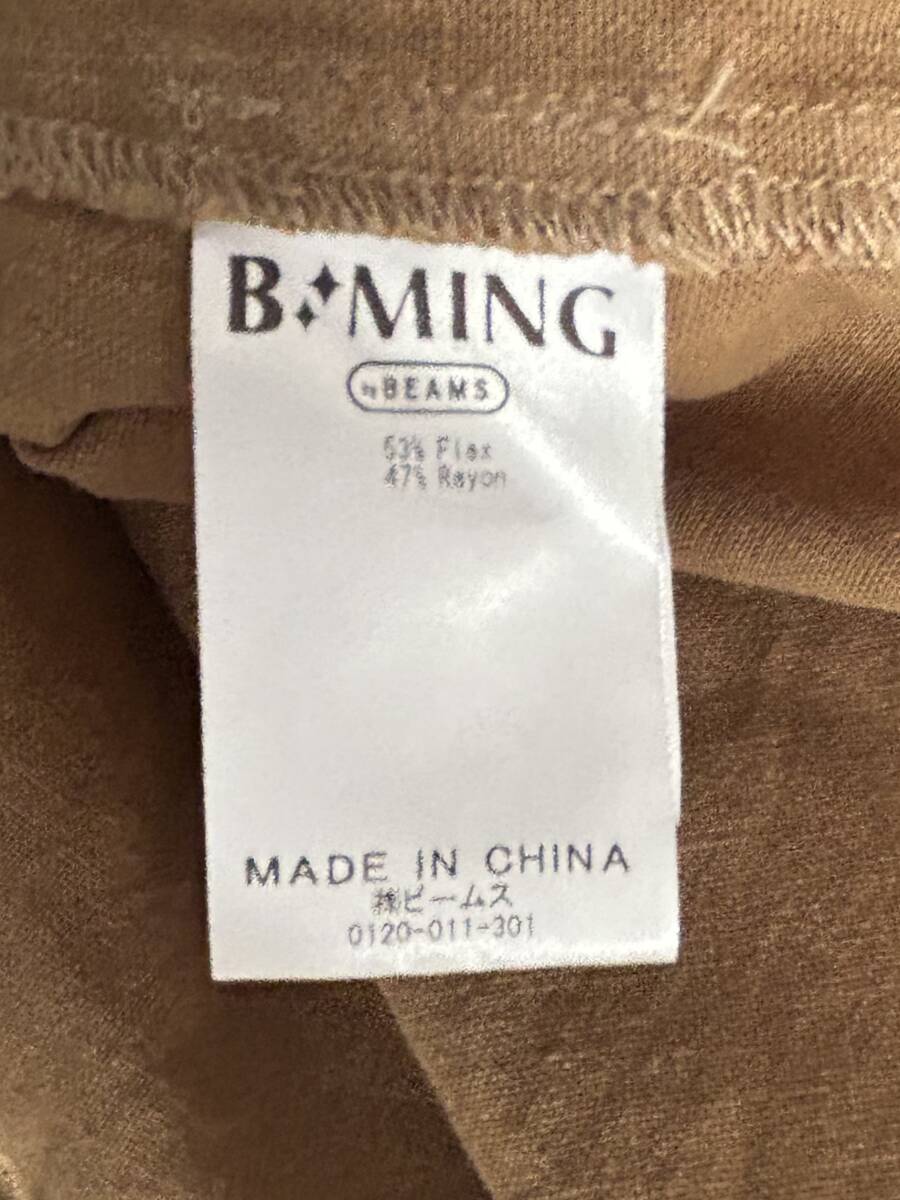 B MING
by BEAMS
53% Flax
47% Rayon
MADE IN CHINA
㈱ビームス
0120-011-301